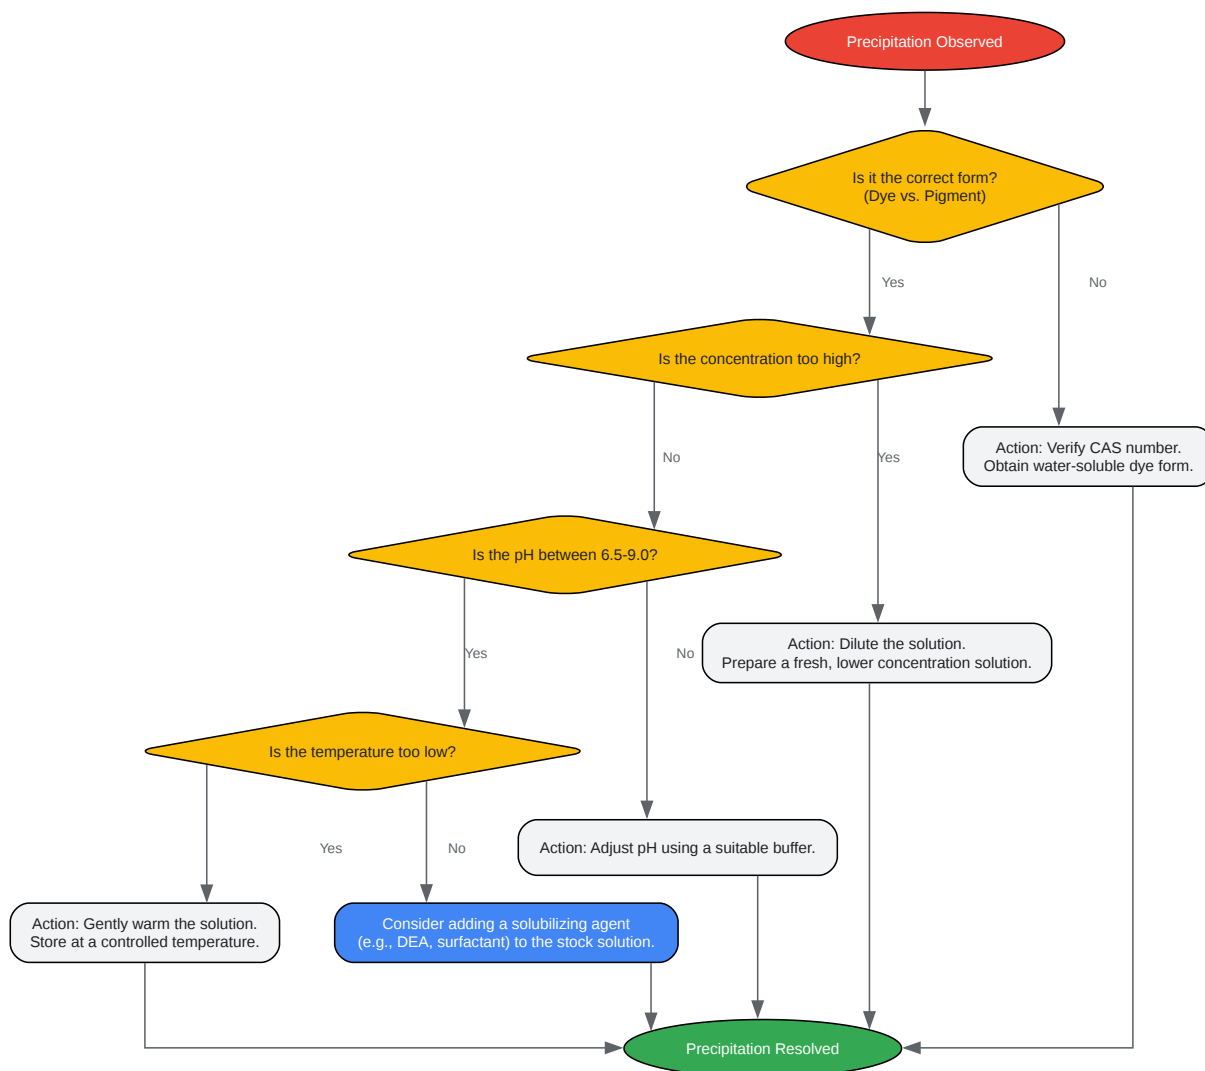 Precipitation Observed
Is it the correct form?
(Dye vs. Pigment)
Yes
No
Is the concentration too high?
No
Yes
Action: Verify CAS number.
Obtain water-soluble dye form.
Is the pH between 6.5-9.0?
Yes
No
Action: Dilute the solution.
Prepare a fresh, lower concentration solution.
Is the temperature too low?
Yes
No
Action: Adjust pH using a suitable buffer.
Action: Gently warm the solution.
Store at a controlled temperature.
Consider adding a solubilizing agent
(e.g., DEA, surfactant) to the stock solution.
Precipitation Resolved